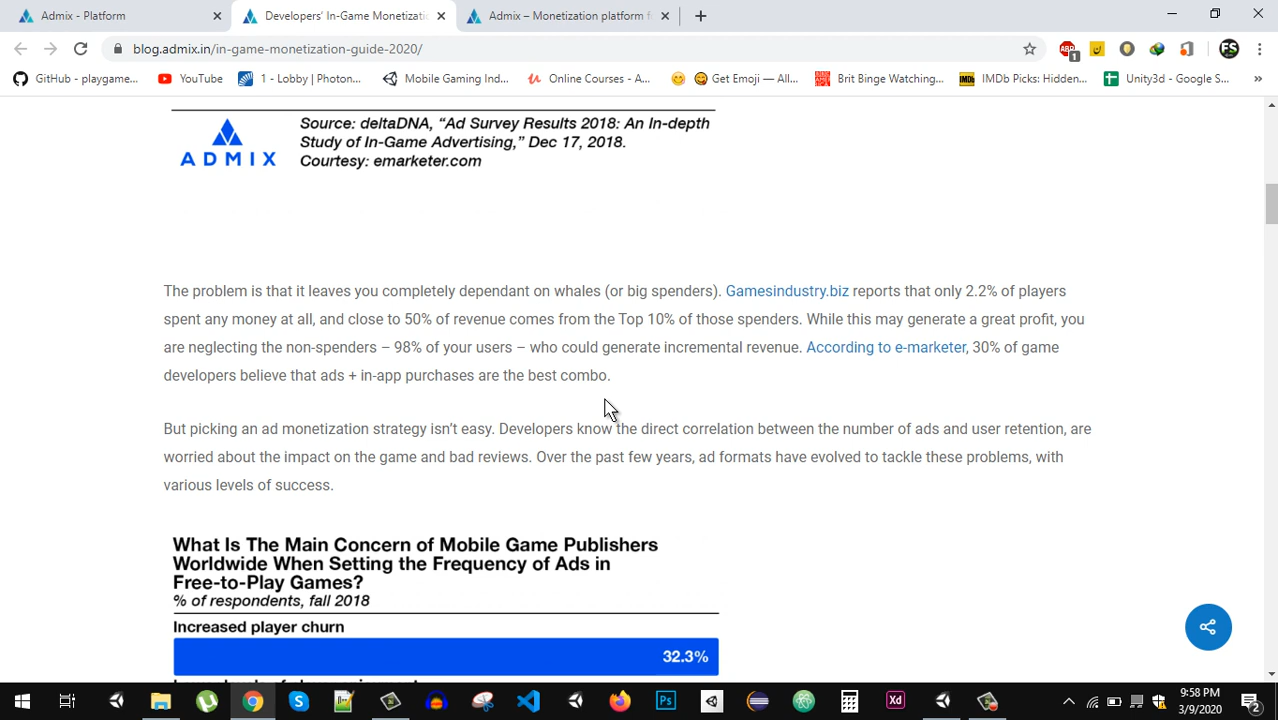 Admix - Platform
Developers' In-Game Monetizatio
Admix – Monetization platform f
blog.admix.in/in-game-monetization-guide-2020/
GitHub - playgame...
YouTube
1 - Lobby | Photon...
Mobile Gaming Ind...
Online Courses - A...
Get Emoji — All...
Brit Binge Watching...
IMDb Picks: Hidden...
Unity3d - Google S...
ADMIX
Source: deltaDNA, “Ad Survey Results 2018: An In-depth
Study of In-Game Advertising,” Dec 17, 2018.
Courtesy: emarketer.com
The problem is that it leaves you completely dependant on whales (or big spenders). Gamesindustry.biz reports that only 2.2% of players
spent any money at all, and close to 50% of revenue comes from the Top 10% of those spenders. While this may generate a great profit, you
are neglecting the non-spenders – 98% of your users – who could generate incremental revenue. According to e-marketer, 30% of game
developers believe that ads + in-app purchases are the best combo.
But picking an ad monetization strategy isn’t easy. Developers know the direct correlation between the number of ads and user retention, are
worried about the impact on the game and bad reviews. Over the past few years, ad formats have evolved to tackle these problems, with
various levels of success.
What Is The Main Concern of Mobile Game Publishers
Worldwide When Setting the Frequency of Ads in
Free-to-Play Games?
% of respondents, fall 2018
Increased player churn
32.3%
9:58 PM
3/9/2020